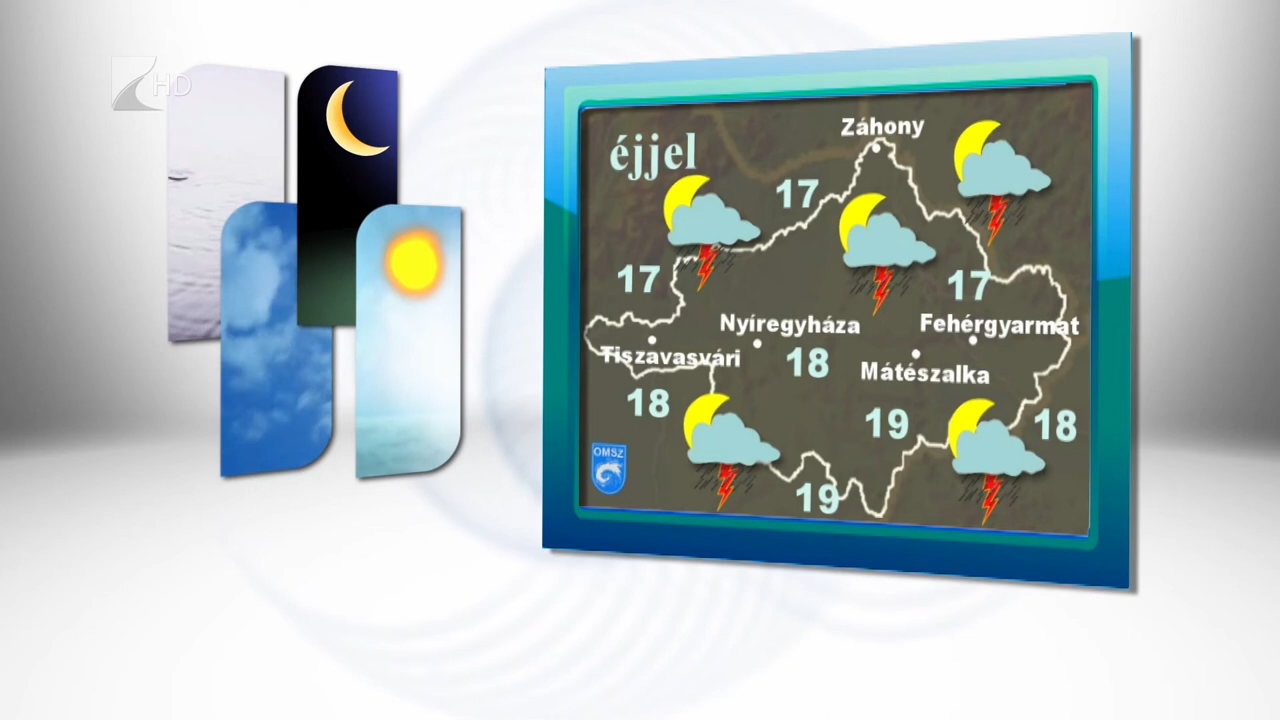 HD
éjjel
Záhony
17
17
17
Nyíregyháza
Fehérgyarmat
Tiszavasvári
18
Mátészalka
18
19
18
OMSZ
19